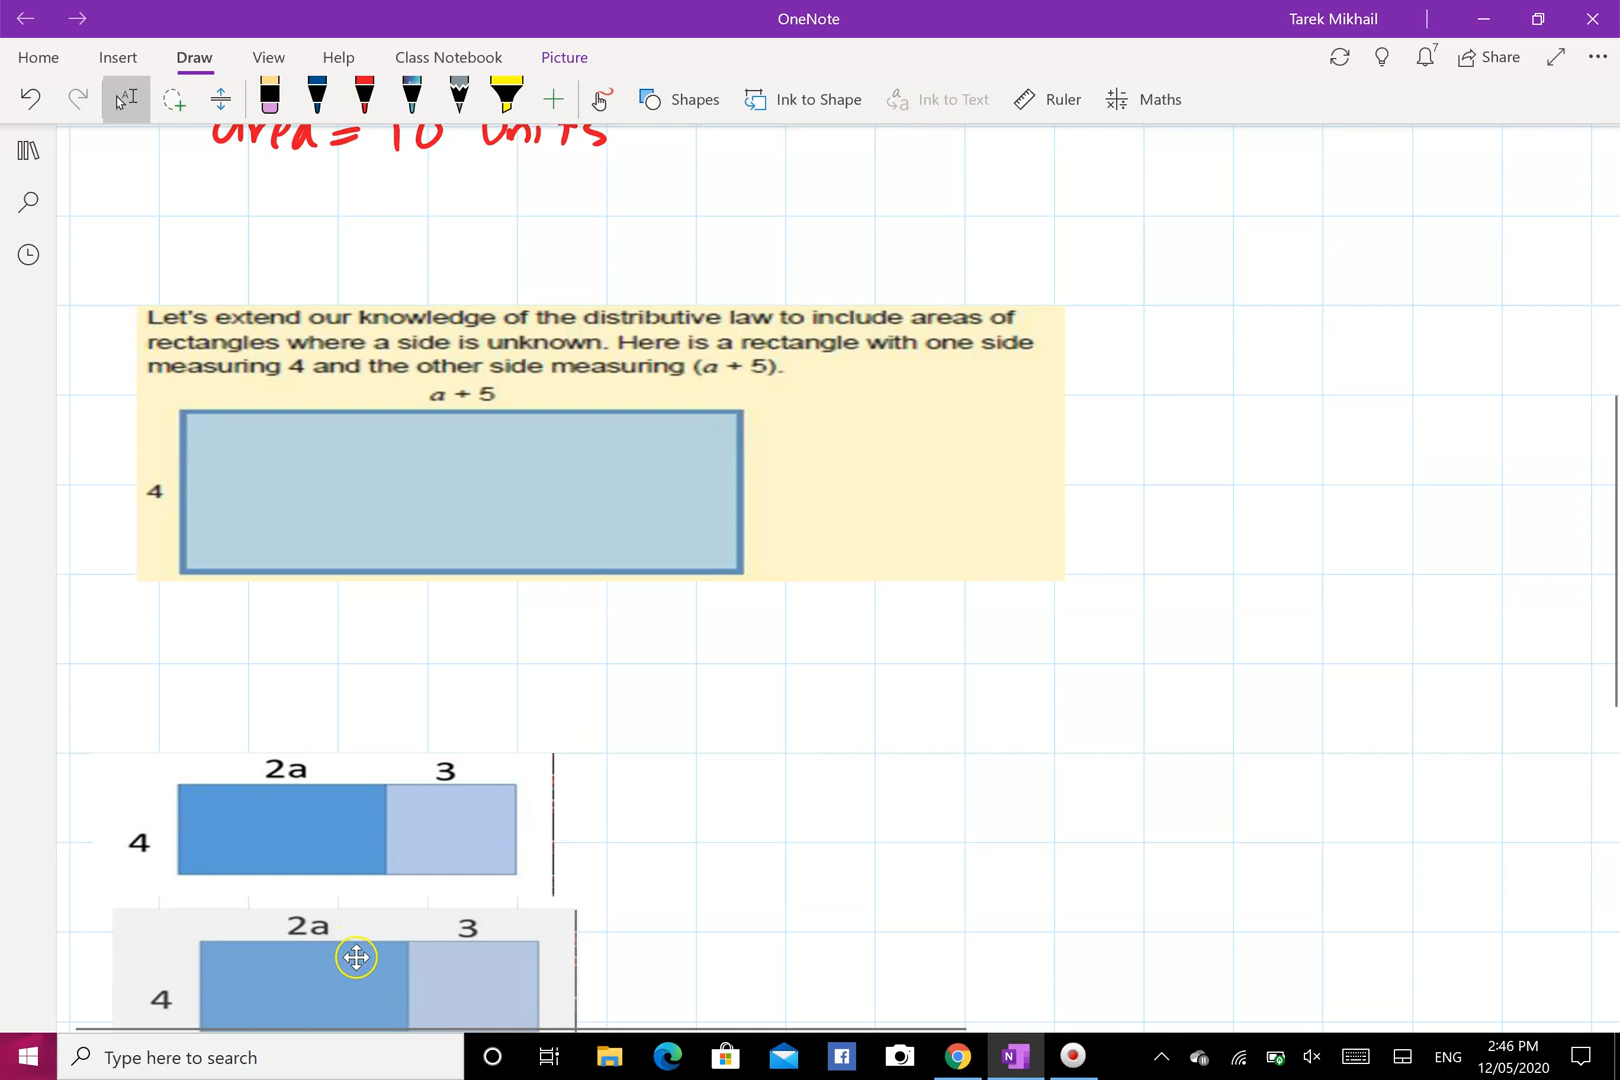 OneNote
Tarek Mikhail
Home Insert Draw View Help Class Notebook Picture
7
Share
Shapes
Ink to Shape
Ink to Text
Ruler
Maths
area = 10 units
Let's extend our knowledge of the distributive law to include areas of
rectangles where a side is unknown. Here is a rectangle with one side
measuring 4 and the other side measuring (a + 5).
a + 5
4
2a 3
4
2a 3
4
Type here to search
ENG
2:46 PM
12/05/2020